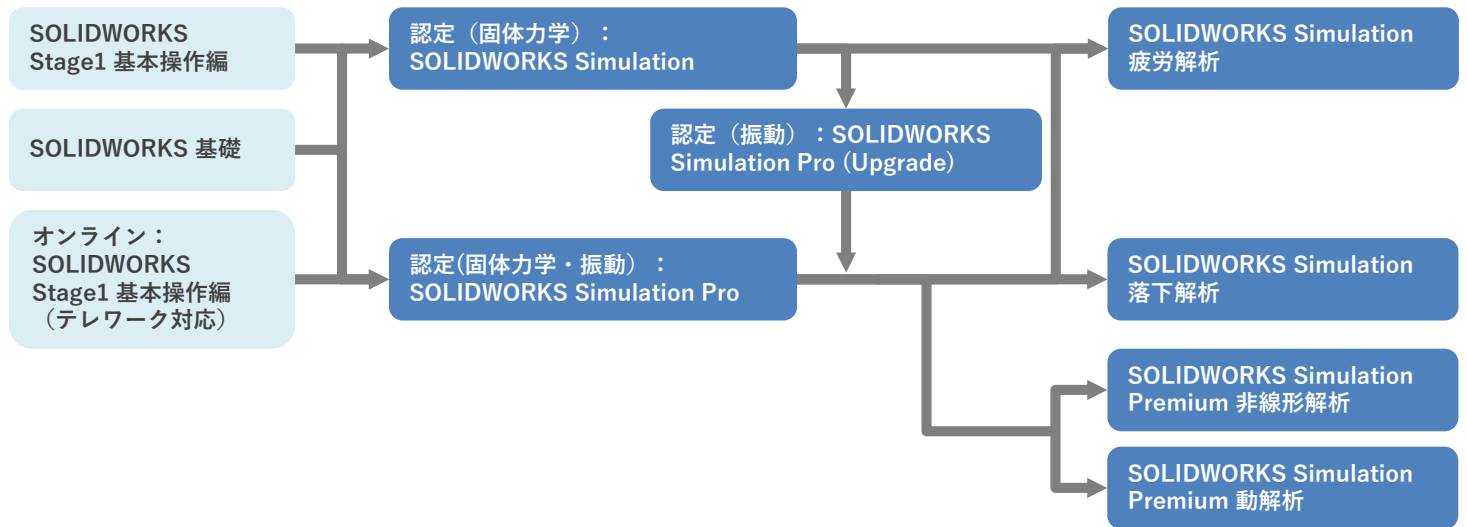 SOLIDWORKS
Stage1 基本操作編
SOLIDWORKS 基礎
オンライン：
SOLIDWORKS
Stage1 基本操作編
（テレワーク対応）
認定（固体力学）：
SOLIDWORKS Simulation
認定（振動）：SOLIDWORKS
Simulation Pro (Upgrade)
認定(固体力学・振動）：
SOLIDWORKS Simulation Pro
SOLIDWORKS Simulation
疲労解析
SOLIDWORKS Simulation
落下解析
SOLIDWORKS Simulation
Premium 非線形解析
SOLIDWORKS Simulation
Premium 動解析